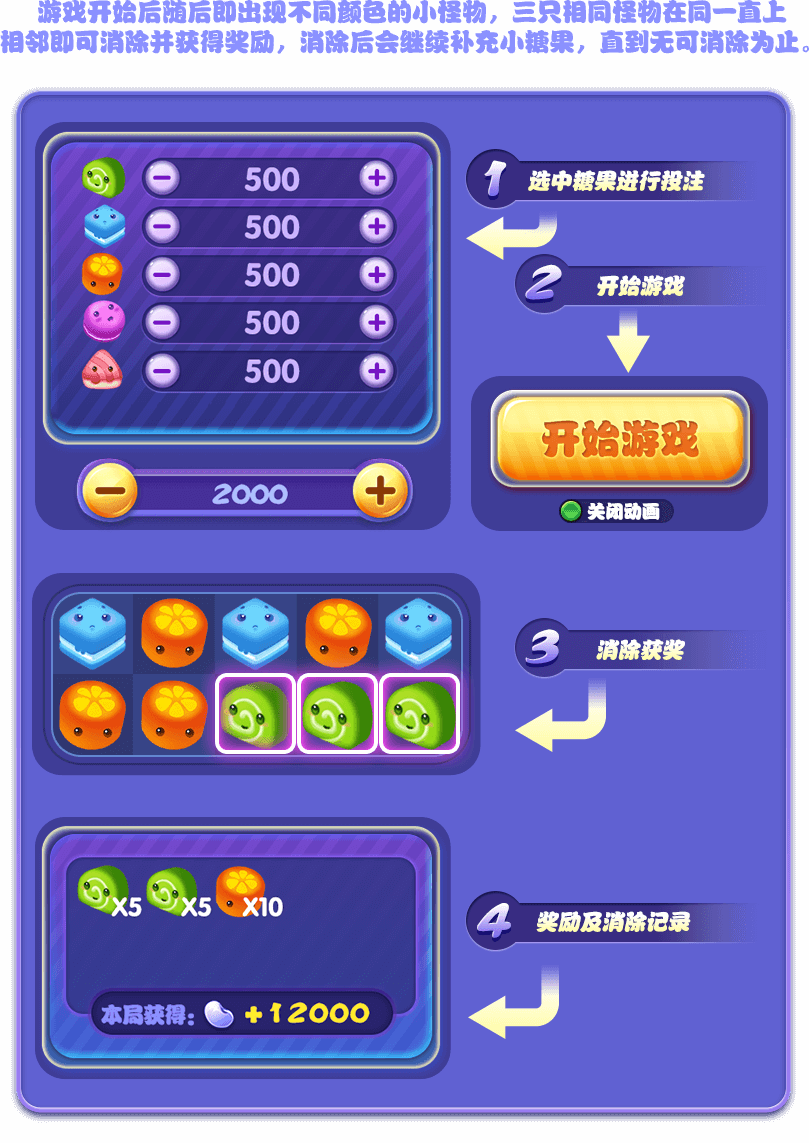 游戏开始后随后即出现不同颜色的小怪物，三只相同怪物在同一直上
相邻即可消除并获得奖励，消除后会继续补充小糖果，直到无可消除为止。
500
500
500
500
500
2000
1 选中糖果进行投注
2 开始游戏
开始游戏
关闭动画
3 消除获奖
X5 X5 X10
本局获得： +12000
4 奖励及消除记录